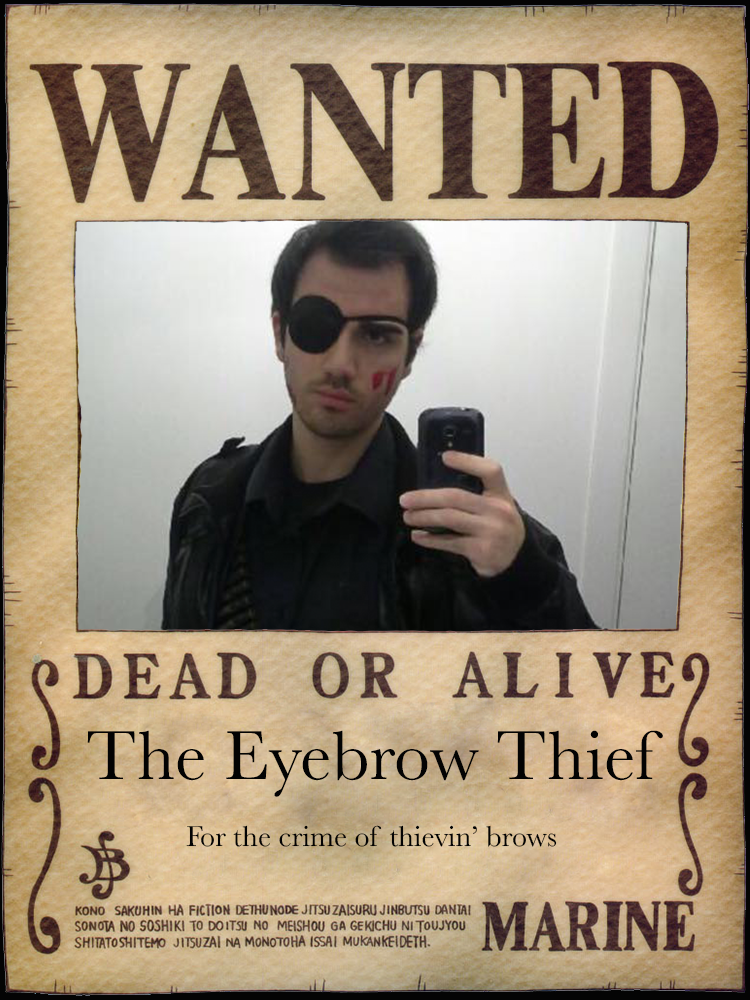 WANTED
DEAD OR ALIVE
The Eyebrow Thief
For the crime of thievin’ brows
KONO SAKUHIN HA FICTION DETHUNODE JITSUZAISURU JINBUTSU DANTAI
SONOTA NO SOSHIKI TO DOITSU NO MEISHOU GA GEKICHU NI TOUJYOU
SHITATOSHITEMO JITSUZAI NA MONOTOHA ISSAI MUKANKEIDETH.
MARINE